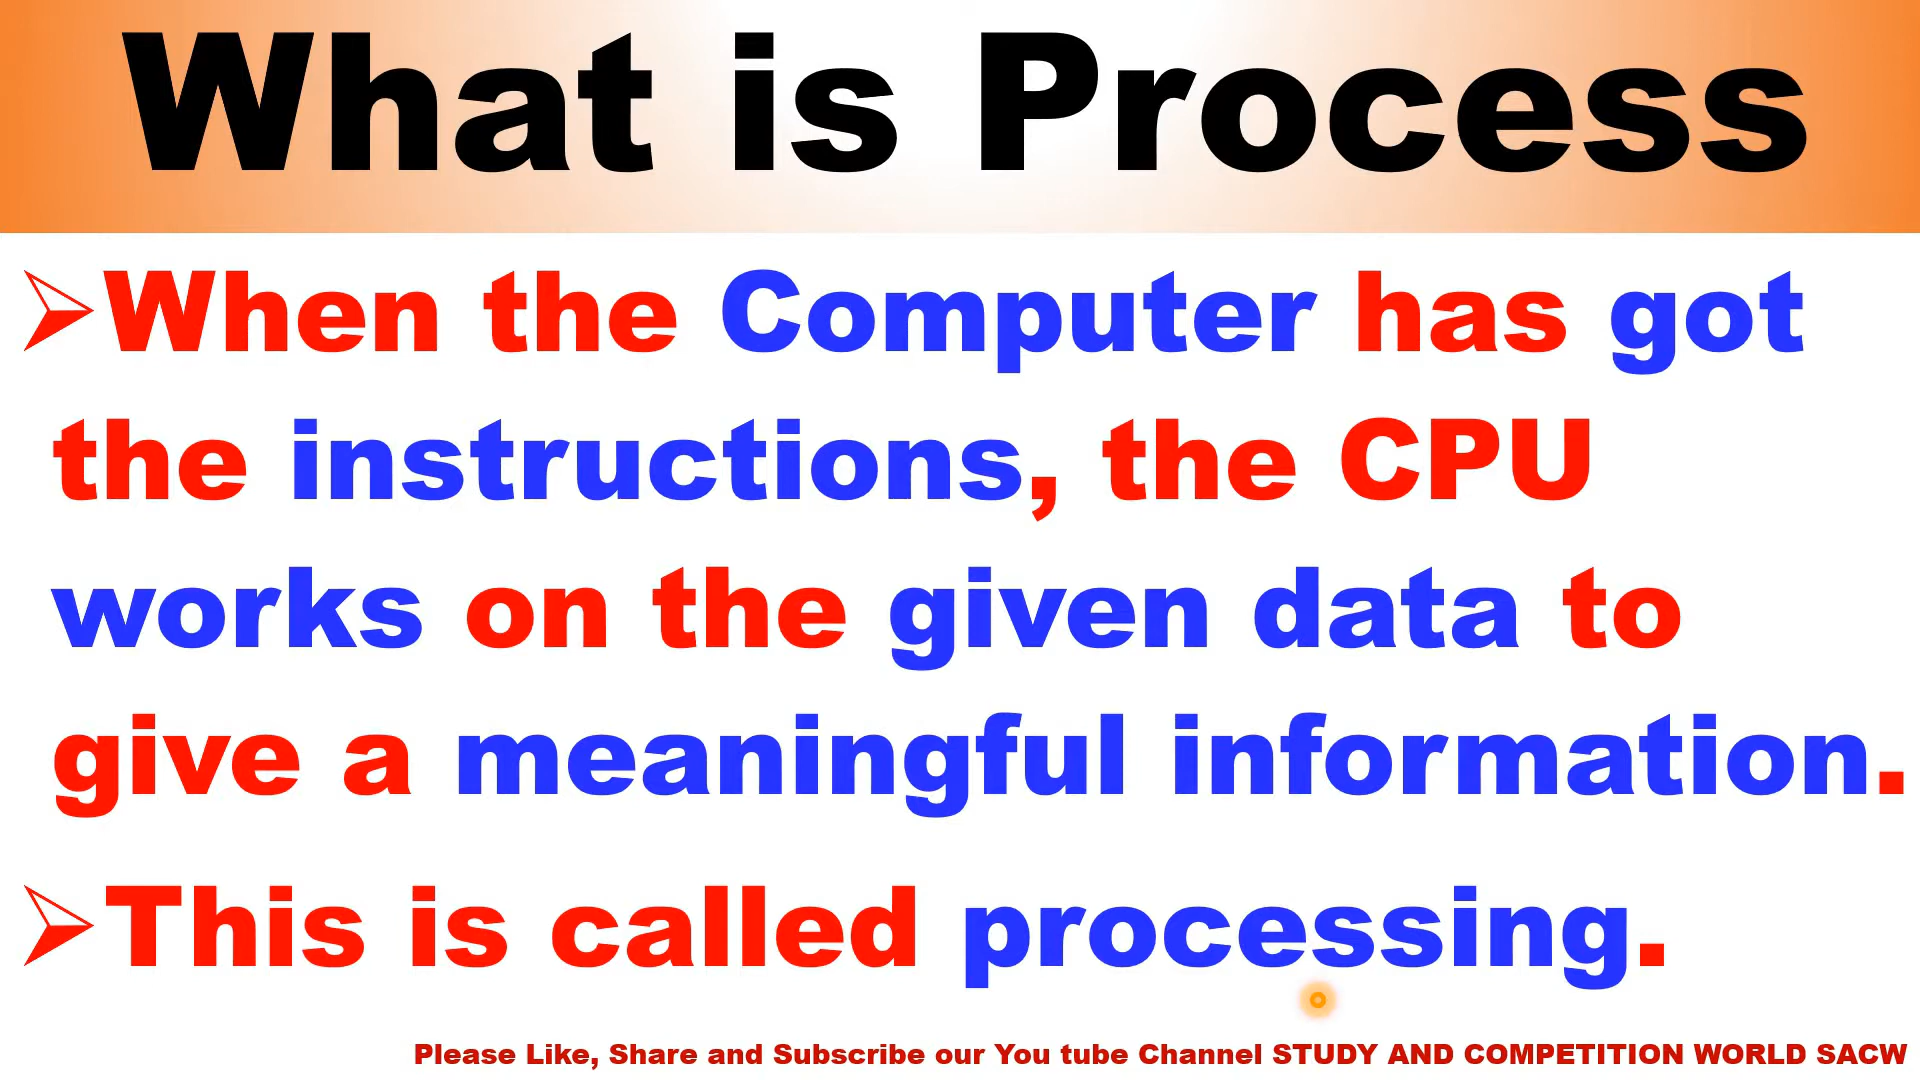 What is Process
When the Computer has got
the instructions, the CPU
works on the given data to
give a meaningful information.
This is called processing.
Please Like, Share and Subscribe our You tube Channel STUDY AND COMPETITION WORLD SACW